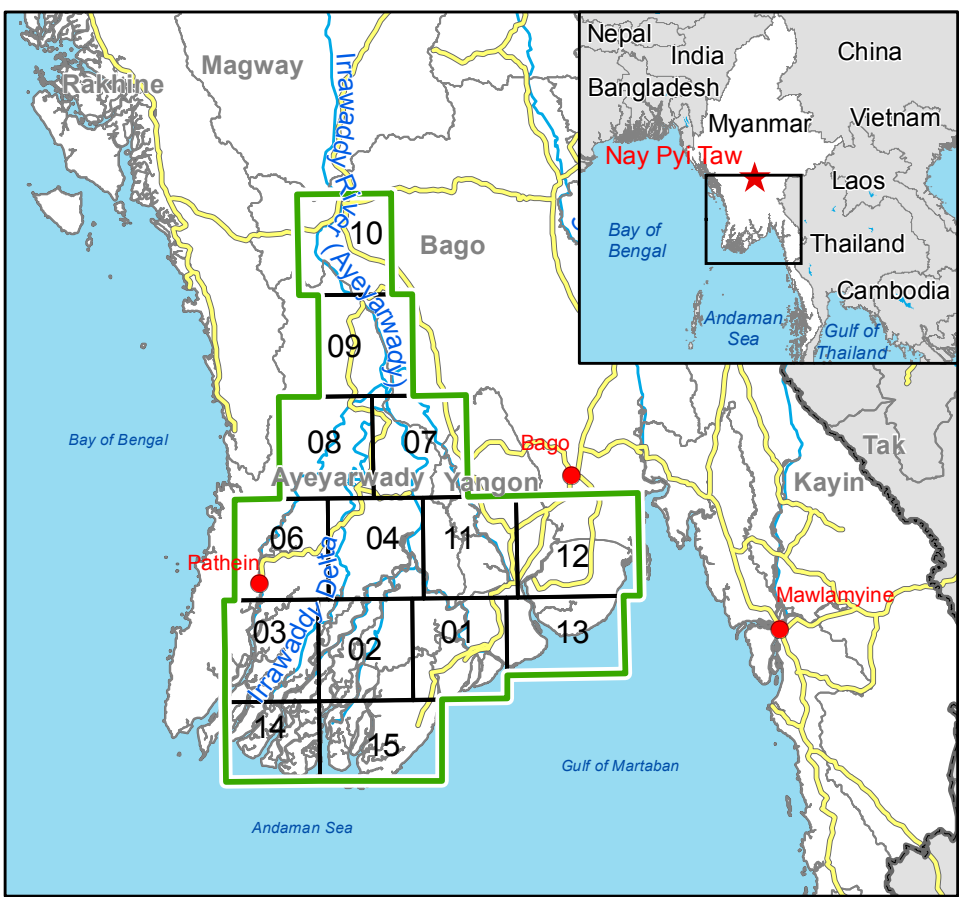 Nepal
India
China
Bangladesh
Myanmar
Vietnam
Nay Pyi Taw
Laos
Bay of
Bengal
Thailand
Cambodia
Andaman
Sea
Gulf of
Thailand
Magway
Rakhine
Irrawaddy River (Ayeyarwady)
10
Bago
09
Bay of Bengal
08
07
Bago
Tak
Ayeyarwady
Yangon
Kayin
06
04
11
12
Pathein
Irrawaddy Delta
Mawlamyine
03
02
01
13
14
15
Gulf of Martaban
Andaman Sea